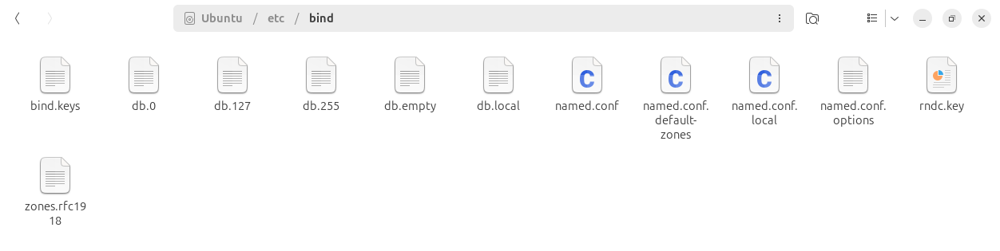 Ubuntu / etc / bind
bind.keys
db.0
db.127
db.255
db.empty
db.local
named.conf
named.conf.
default-
zones
named.conf.
local
named.conf.
options
rndc.key
zones.rfc19
18